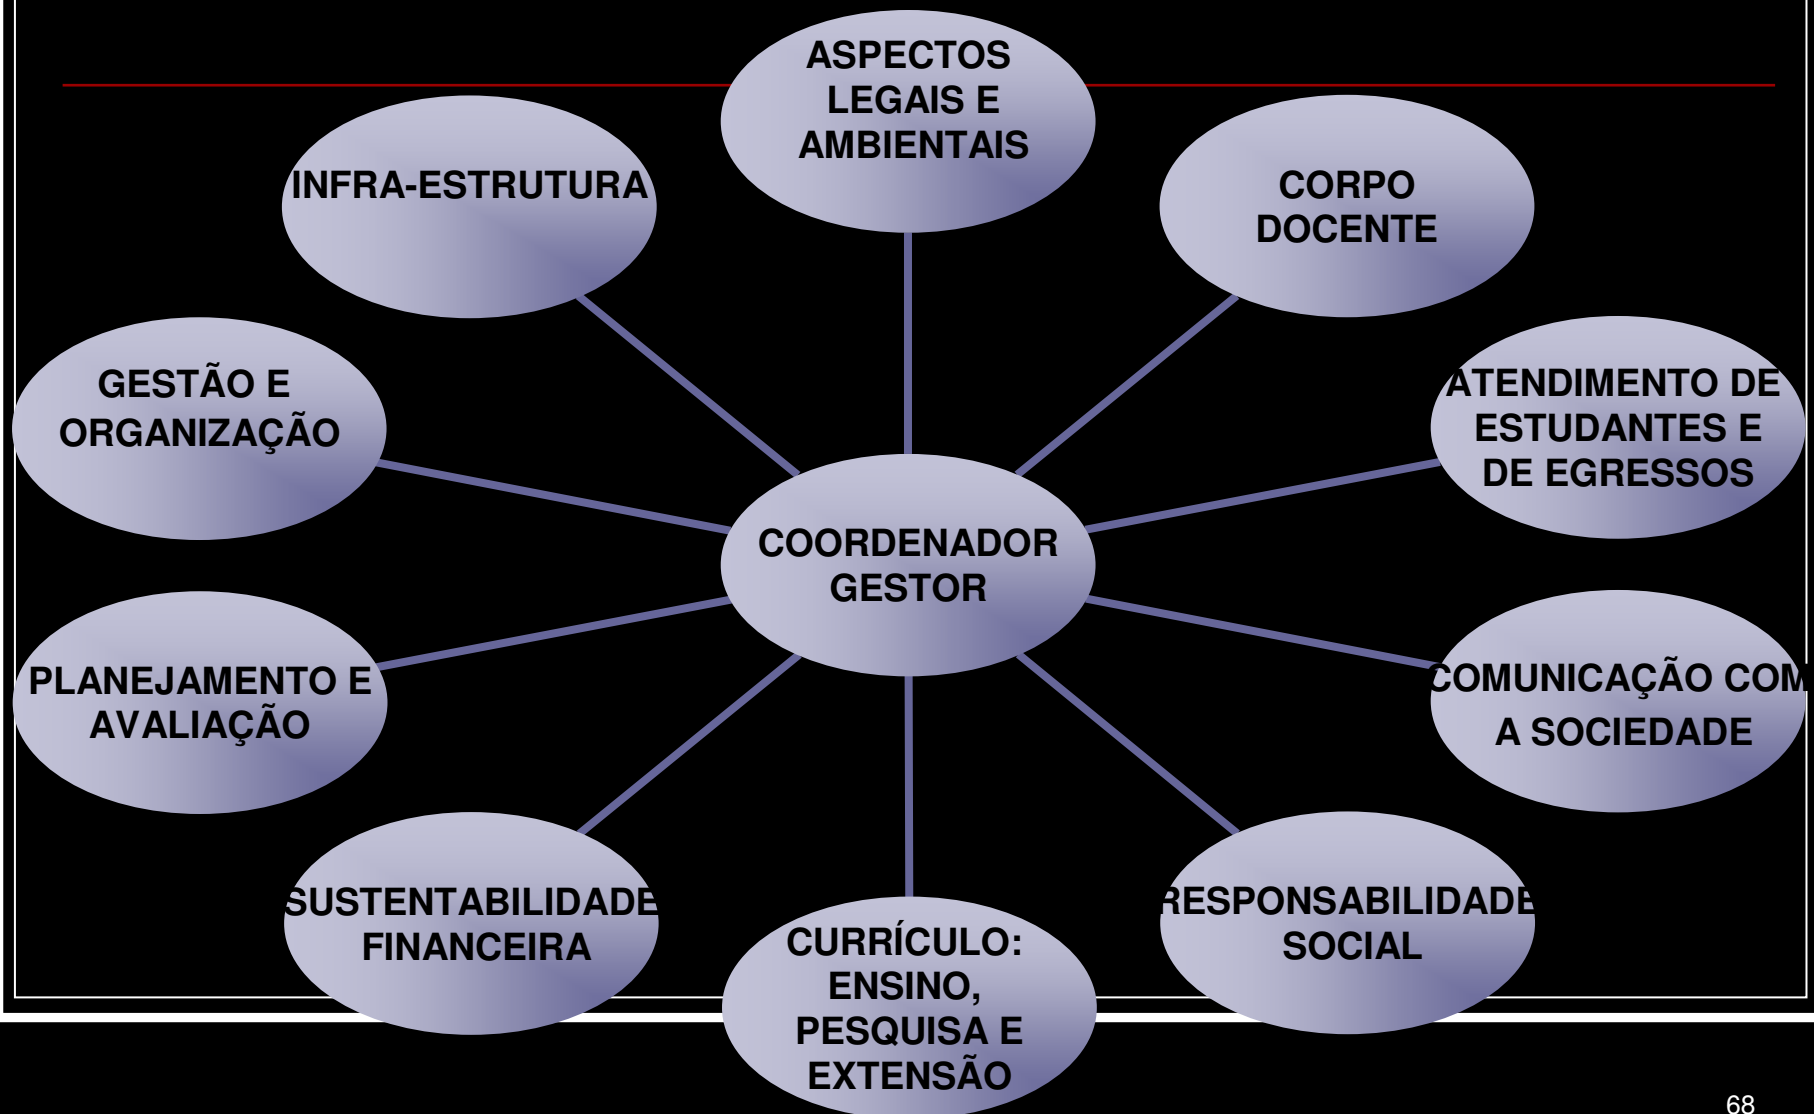 ASPECTOS
LEGAIS E
AMBIENTAIS
INFRA-ESTRUTURA
CORPO
DOCENTE
GESTÃO E
ORGANIZAÇÃO
ATENDIMENTO DE
ESTUDANTES E
DE EGRESSOS
COORDENADOR
GESTOR
PLANEJAMENTO E
AVALIAÇÃO
COMUNICAÇÃO COM
A SOCIEDADE
SUSTENTABILIDADE
FINANCEIRA
CURRÍCULO:
ENSINO,
PESQUISA E
EXTENSÃO
RESPONSABILIDADE
SOCIAL
68